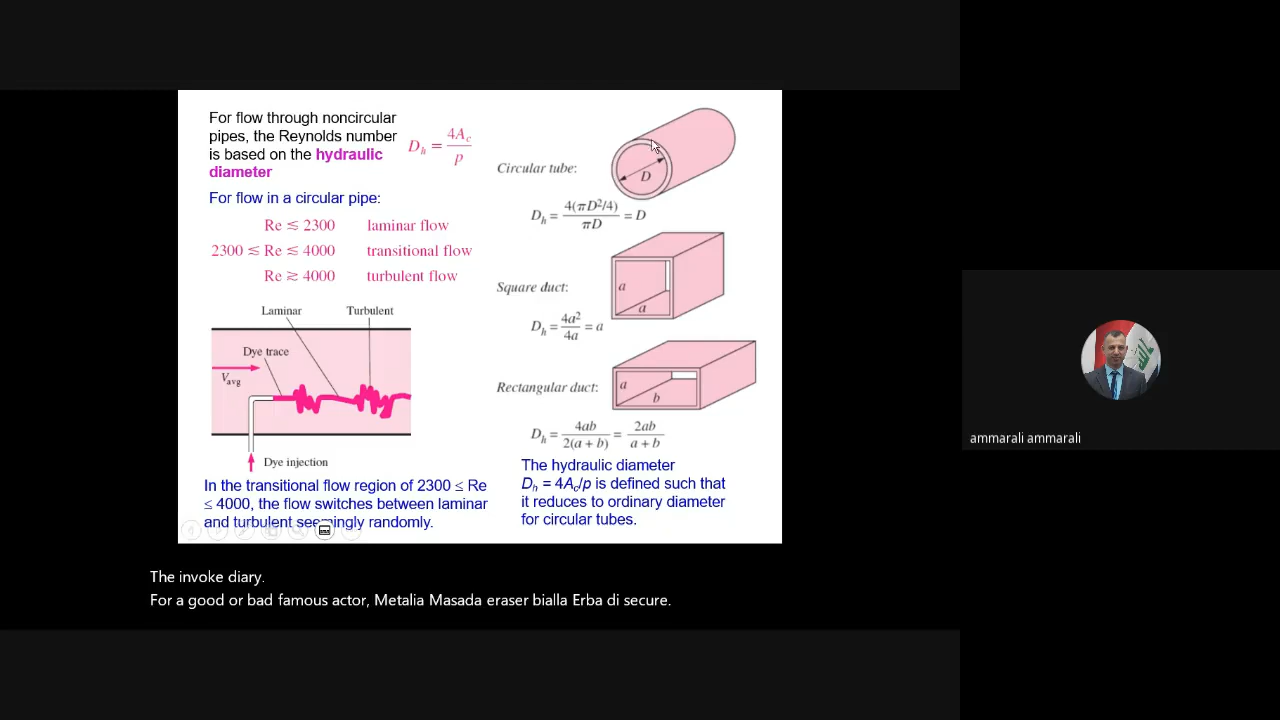 For flow through noncircular
pipes, the Reynolds number
is based on the hydraulic
diameter
Dₕ = 4A_c / p
For flow in a circular pipe:
Re ≲ 2300 laminar flow
2300 ≲ Re ≲ 4000 transitional flow
Re ≳ 4000 turbulent flow
Laminar Turbulent
Dye trace
V_avg
Dye injection
In the transitional flow region of 2300 ≤ Re
≤ 4000, the flow switches between laminar
and turbulent seemingly randomly.
Circular tube:
D
Dₕ = 4(πD²/4) / πD = D
Square duct:
a
a
Dₕ = 4a² / 4a = a
Rectangular duct:
a
b
Dₕ = 4ab / 2(a + b) = 2ab / a + b
The hydraulic diameter
Dₕ = 4A_c/p is defined such that
it reduces to ordinary diameter
for circular tubes.
The invoke diary.
For a good or bad famous actor, Metalia Masada eraser bialla Erba di secure.
ammarali ammarali